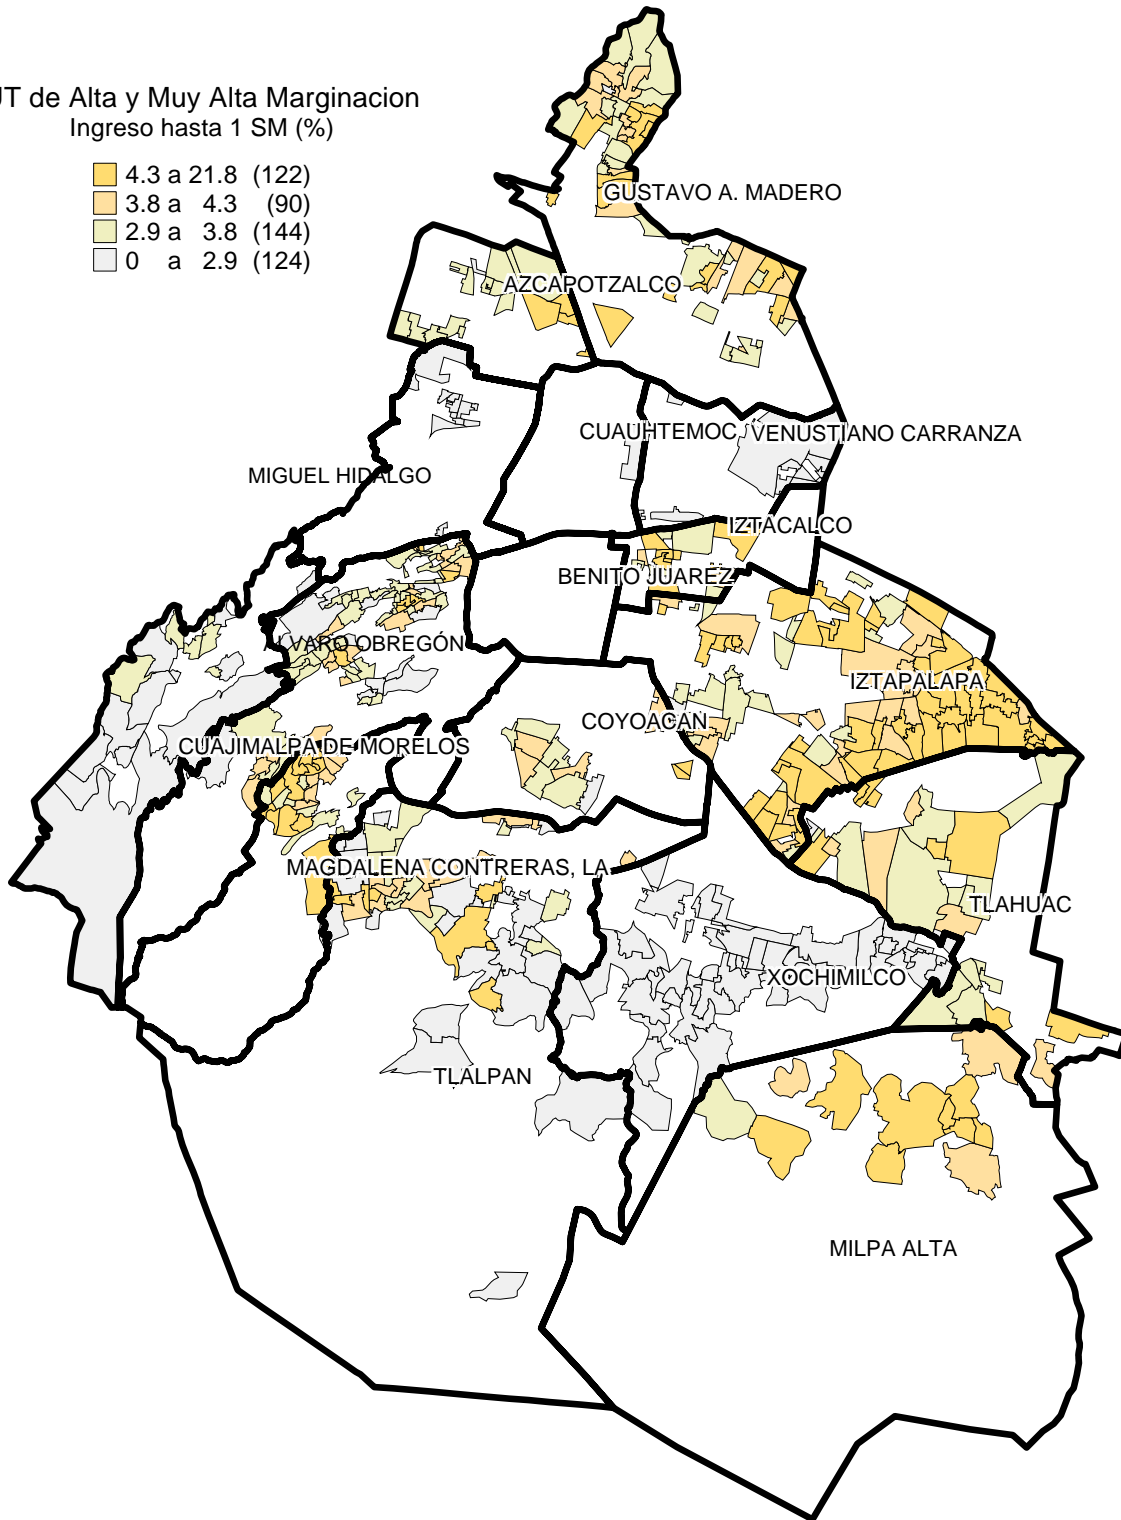 UT de Alta y Muy Alta Marginacion
Ingreso hasta 1 SM (%)
4.3 a 21.8 (122)
3.8 a 4.3 (90)
2.9 a 3.8 (144)
0 a 2.9 (124)
GUSTAVO A. MADERO
AZCAPOTZALCO
CUAUHTEMOC
VENUSTIANO CARRANZA
MIGUEL HIDALGO
IZTACALCO
BENITO JUAREZ
ALVARO OBREGÓN
IZTAPALAPA
COYOACAN
CUAJIMALPA DE MORELOS
MAGDALENA CONTRERAS, LA
TLAHUAC
XOCHIMILCO
TLALPAN
MILPA ALTA